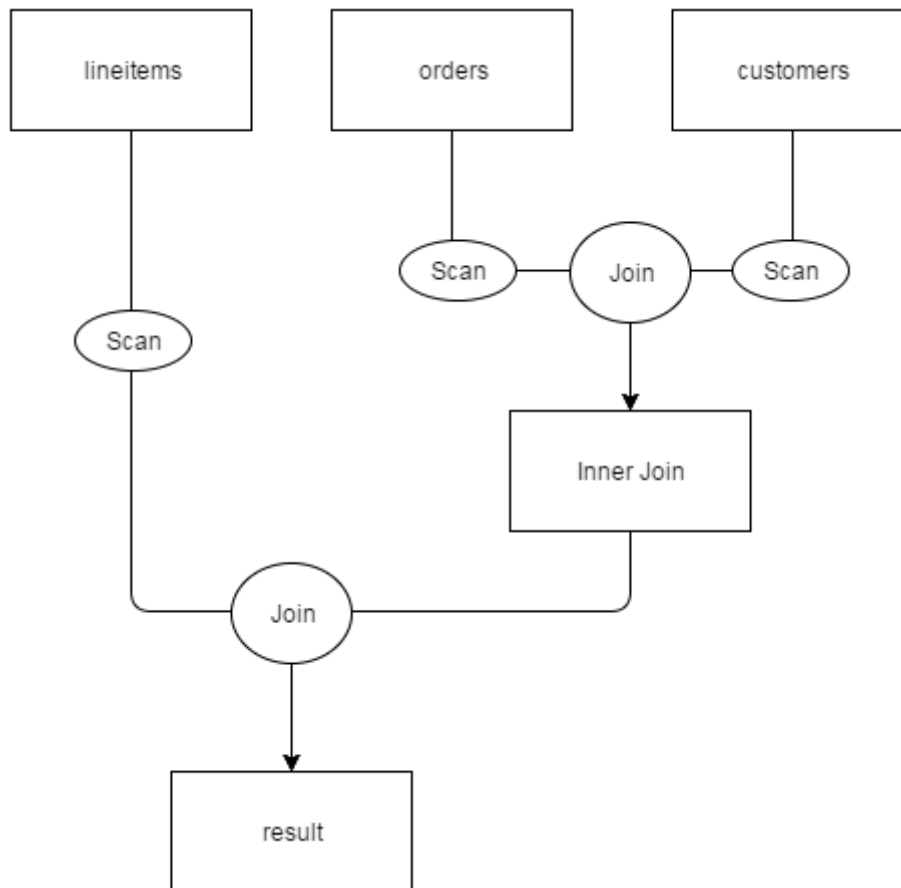 lineitems
orders
customers
Scan
Join
Scan
Scan
Inner Join
Join
result